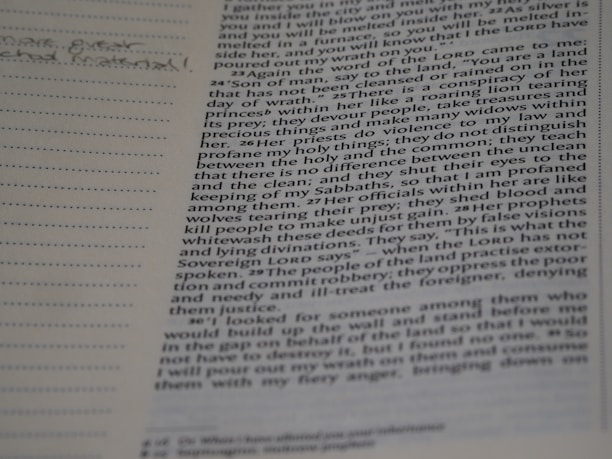 gather you in my
you inside the city and
you and I will blow on you with my
and you will be melted inside her. 22As silver is
melted in a furnace, so you will be melted in-
side her, and you will know that I the LORD have
poured out my wrath on you.'"
23Again the word of the LORD came to me:
24"Son of man, say to the land, 'You are a land
that has not been cleansed or rained on in the
day of wrath.' 25There is a conspiracy of her
princesb within her like a roaring lion tearing
its prey; they devour people, take treasures and
precious things and make many widows within
her. 26Her priests do violence to my law and
profane my holy things; they do not distinguish
between the holy and the common; they teach
that there is no difference between the unclean
and the clean; and they shut their eyes to the
keeping of my Sabbaths, so that I am profaned
among them. 27Her officials within her are like
wolves tearing their prey; they shed blood and
kill people to make unjust gain. 28Her prophets
whitewash these deeds for them by false visions
and lying divinations. They say, 'This is what the
Sovereign LORD says' – when the LORD has not
spoken. 29The people of the land practise extor-
tion and commit robbery; they oppress the poor
and needy and ill-treat the foreigner, denying
them justice.
30"I looked for someone among them who
would build up the wall and stand before me
in the gap on behalf of the land so that I would
not have to destroy it, but I found no one. 31So
I will pour out my wrath on them and consume
them with my fiery anger, bringing down on